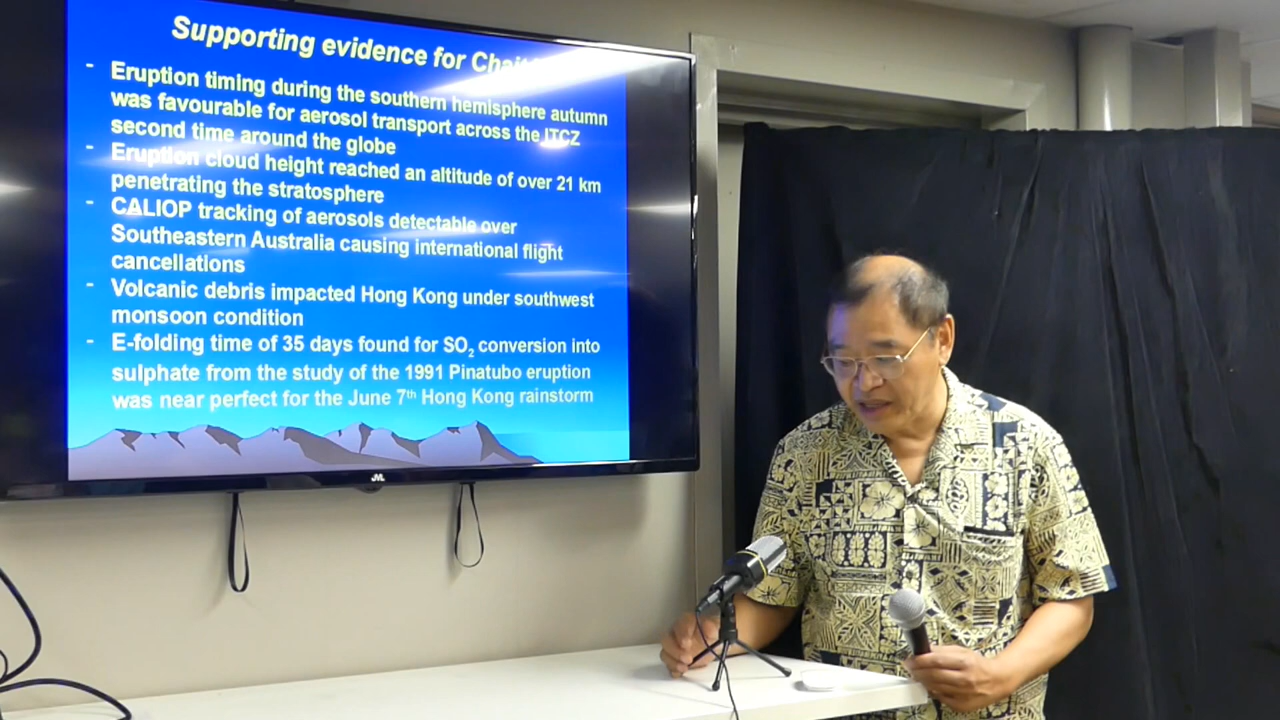 Supporting evidence for
- Eruption timing during the southern hemisphere autumn
was favourable for aerosol transport across the ITCZ
second time around the globe
- Eruption cloud height reached an altitude of over 21 km
penetrating the stratosphere
- CALIOP tracking of aerosols detectable over
Southeastern Australia causing international flight
cancellations
- Volcanic debris impacted Hong Kong under southwest
monsoon condition
- E-folding time of 35 days found for SO₂ conversion into
sulphate from the study of the 1991 Pinatubo eruption
was near perfect for the June 7ᵗʰ Hong Kong rainstorm
JVC